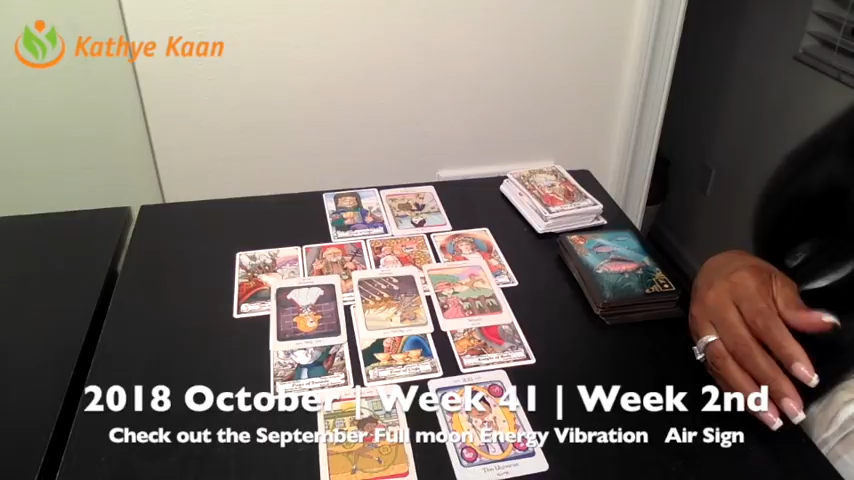 Kathye Kaan
2018 October | Week 41 | Week 2nd
Check out the September Full moon Energy Vibration Air Sign